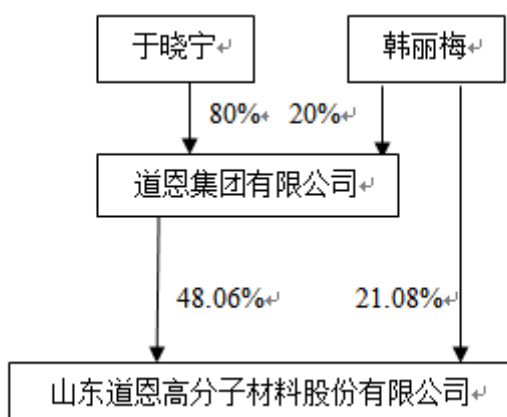 于晓宁 韩丽梅
80% 20%
道恩集团有限公司
48.06% 21.08%
山东道恩高分子材料股份有限公司